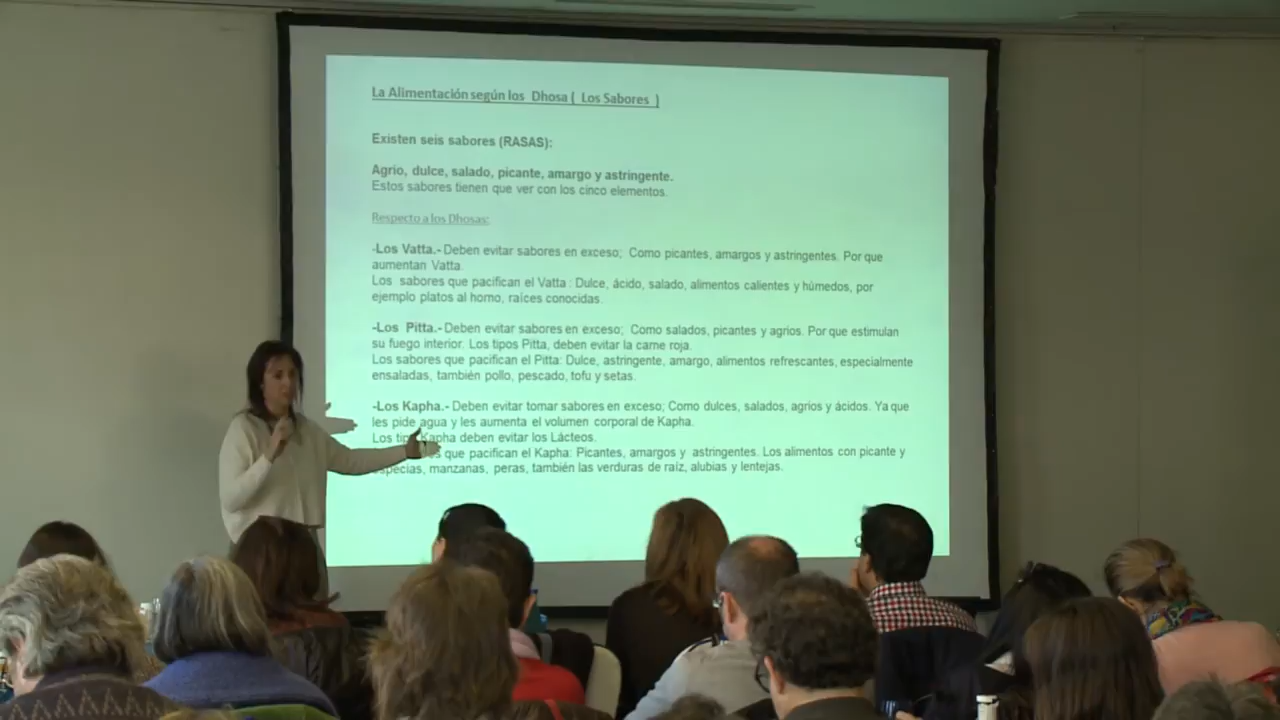 La Alimentación según los Dhosa ( Los Sabores )
Existen seis sabores (RASAS):
Agrio, dulce, salado, picante, amargo y astringente.
Estos sabores tienen que ver con los cinco elementos.
Respecto a los Dhosas:
-Los Vatta.- Deben evitar sabores en exceso; Como picantes, amargos y astringentes. Por que
aumentan Vatta.
Los sabores que pacifican el Vatta : Dulce, ácido, salado, alimentos calientes y húmedos, por
ejemplo platos al horno, raíces conocidas.
-Los Pitta.- Deben evitar sabores en exceso; Como salados, picantes y agrios. Por que estimulan
su fuego interior. Los tipos Pitta, deben evitar la carne roja.
Los sabores que pacifican el Pitta: Dulce, astringente, amargo, alimentos refrescantes, especialmente
ensaladas, también pollo, pescado, tofu y setas.
-Los Kapha.- Deben evitar tomar sabores en exceso; Como dulces, salados, agrios y ácidos. Ya que
les pide agua y les aumenta el volumen corporal de Kapha.
Los Kapha deben evitar los Lácteos.
que pacifican el Kapha: Picantes, amargos y astringentes. Los alimentos con picante y
especias, manzanas, peras, también las verduras de raíz, alubias y lentejas.